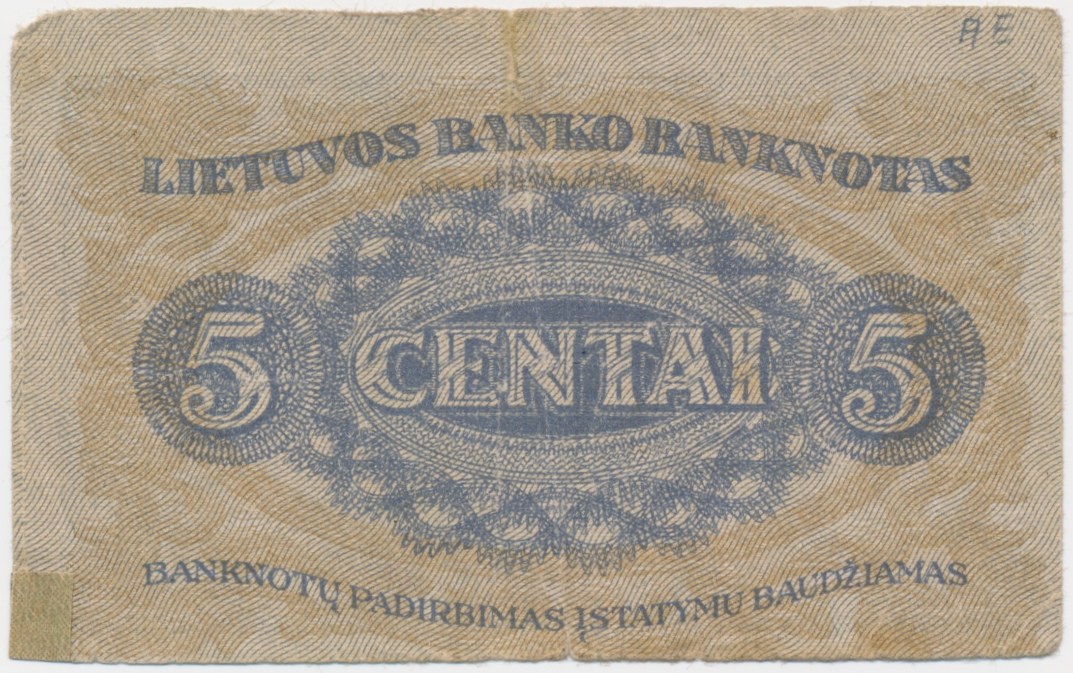 AE
LIETUVOS BANKO BANKNOTAS
5 CENTAI 5
BANKNOTŲ PADIRBIMAS ĮSTATYMU BAUDŽIAMAS